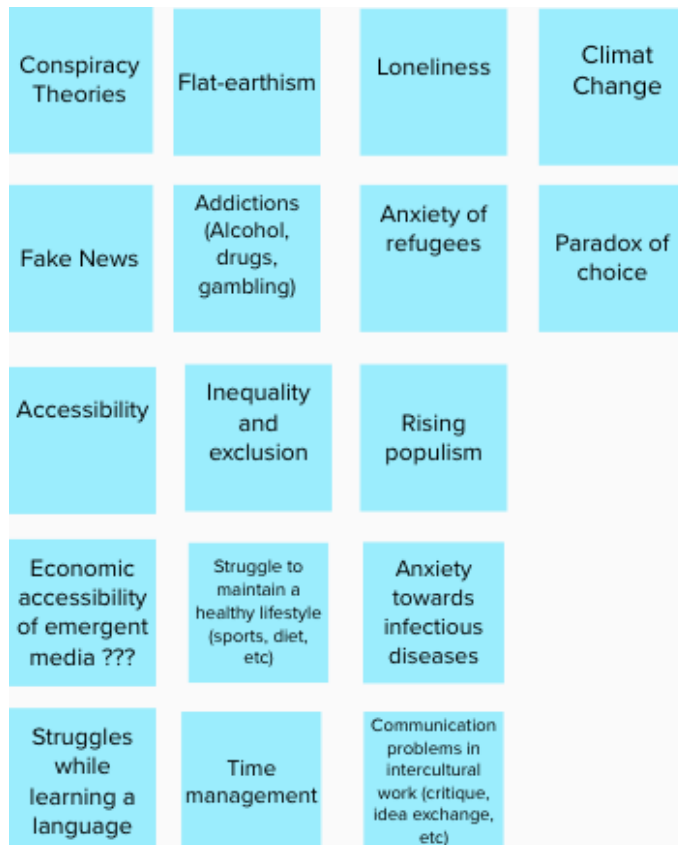 Conspiracy
Theories
Flat-earthism
Loneliness
Climat
Change
Fake News
Addictions
(Alcohol,
drugs,
gambling)
Anxiety of
refugees
Paradox of
choice
Accessibility
Inequality
and
exclusion
Rising
populism
Economic
accessibility
of emergent
media ???
Struggle to
maintain a
healthy lifestyle
(sports, diet,
etc)
Anxiety
towards
infectious
diseases
Struggles
while
learning a
language
Time
management
Communication
problems in
intercultural
work (critique,
idea exchange,
etc)